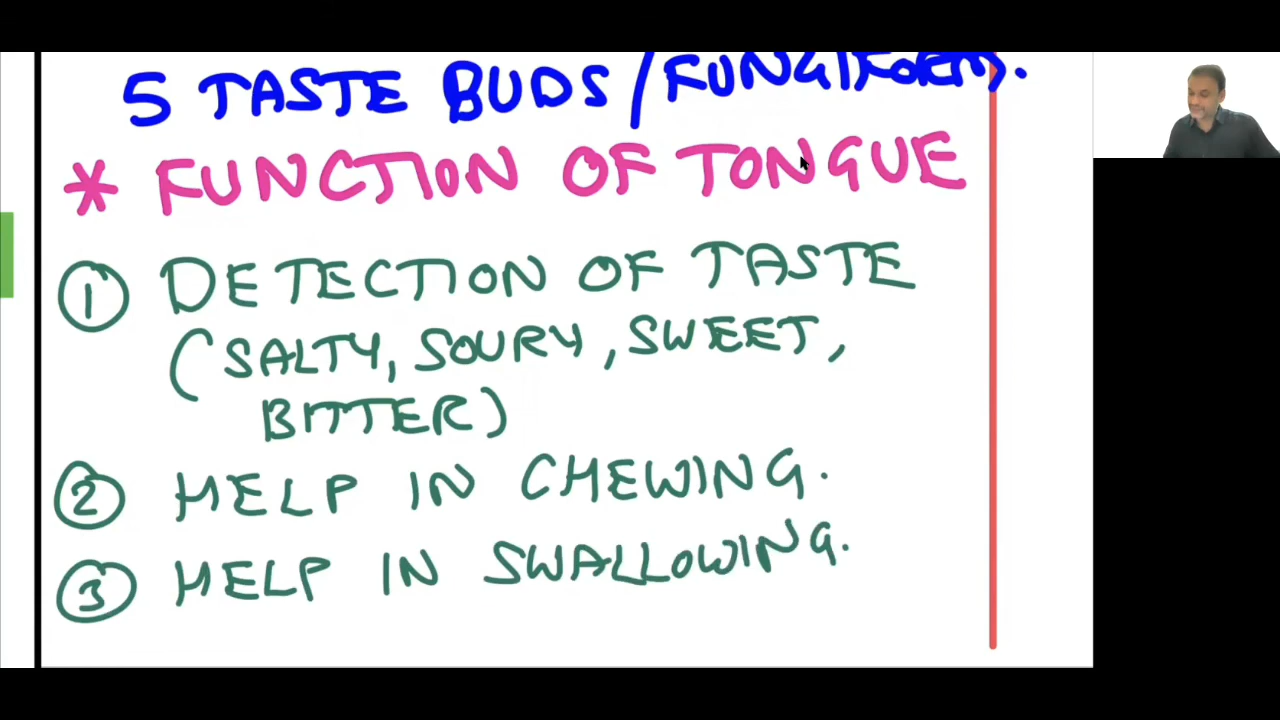 5 TASTE BUDS / FUNGIFORM.
* FUNCTION OF TONGUE
1 DETECTION OF TASTE
(SALTY, SOURY, SWEET,
BITTER)
2 HELP IN CHEWING.
3 HELP IN SWALLOWING.